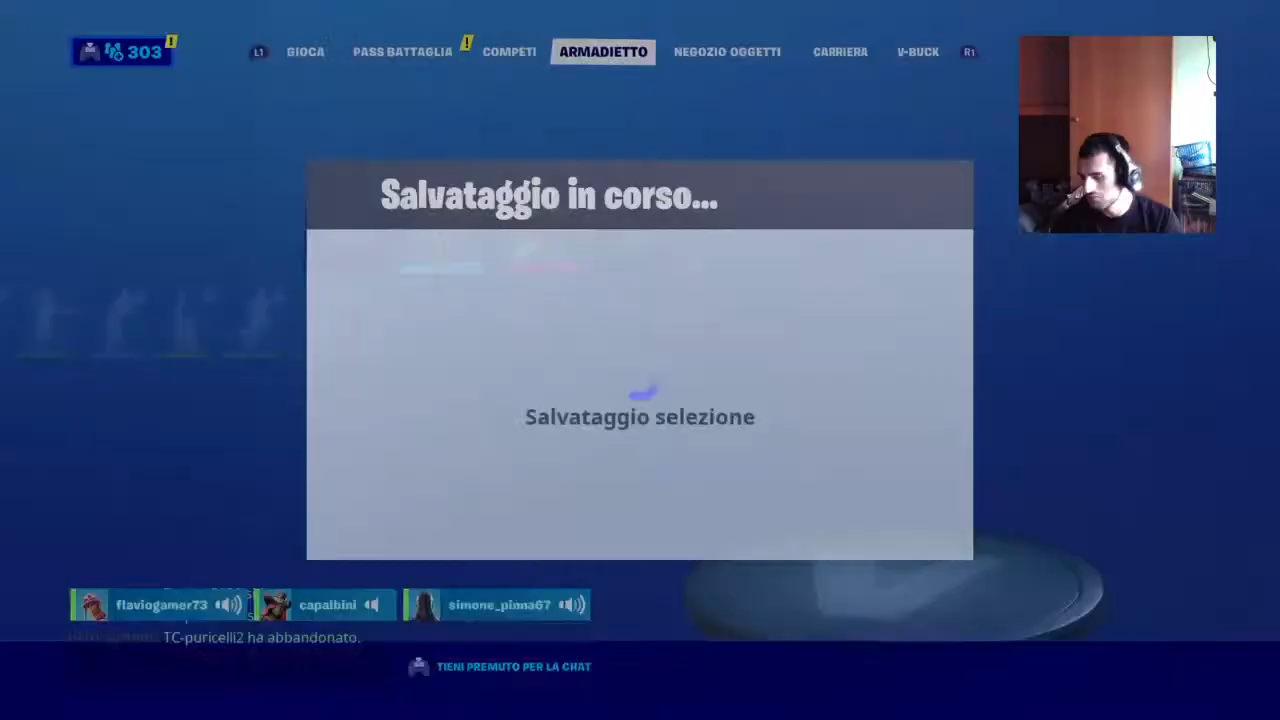 303
L1 GIOCA PASS BATTAGLIA COMPETI ARMADIETTO NEGOZIO OGGETTI CARRIERA V-BUCK R1
Salvataggio in corso...
Salvataggio selezione
flaviogamer73 capalbini simone_pinna67
TC-puricelli2 ha abbandonato.
TIENI PREMUTO PER LA CHAT